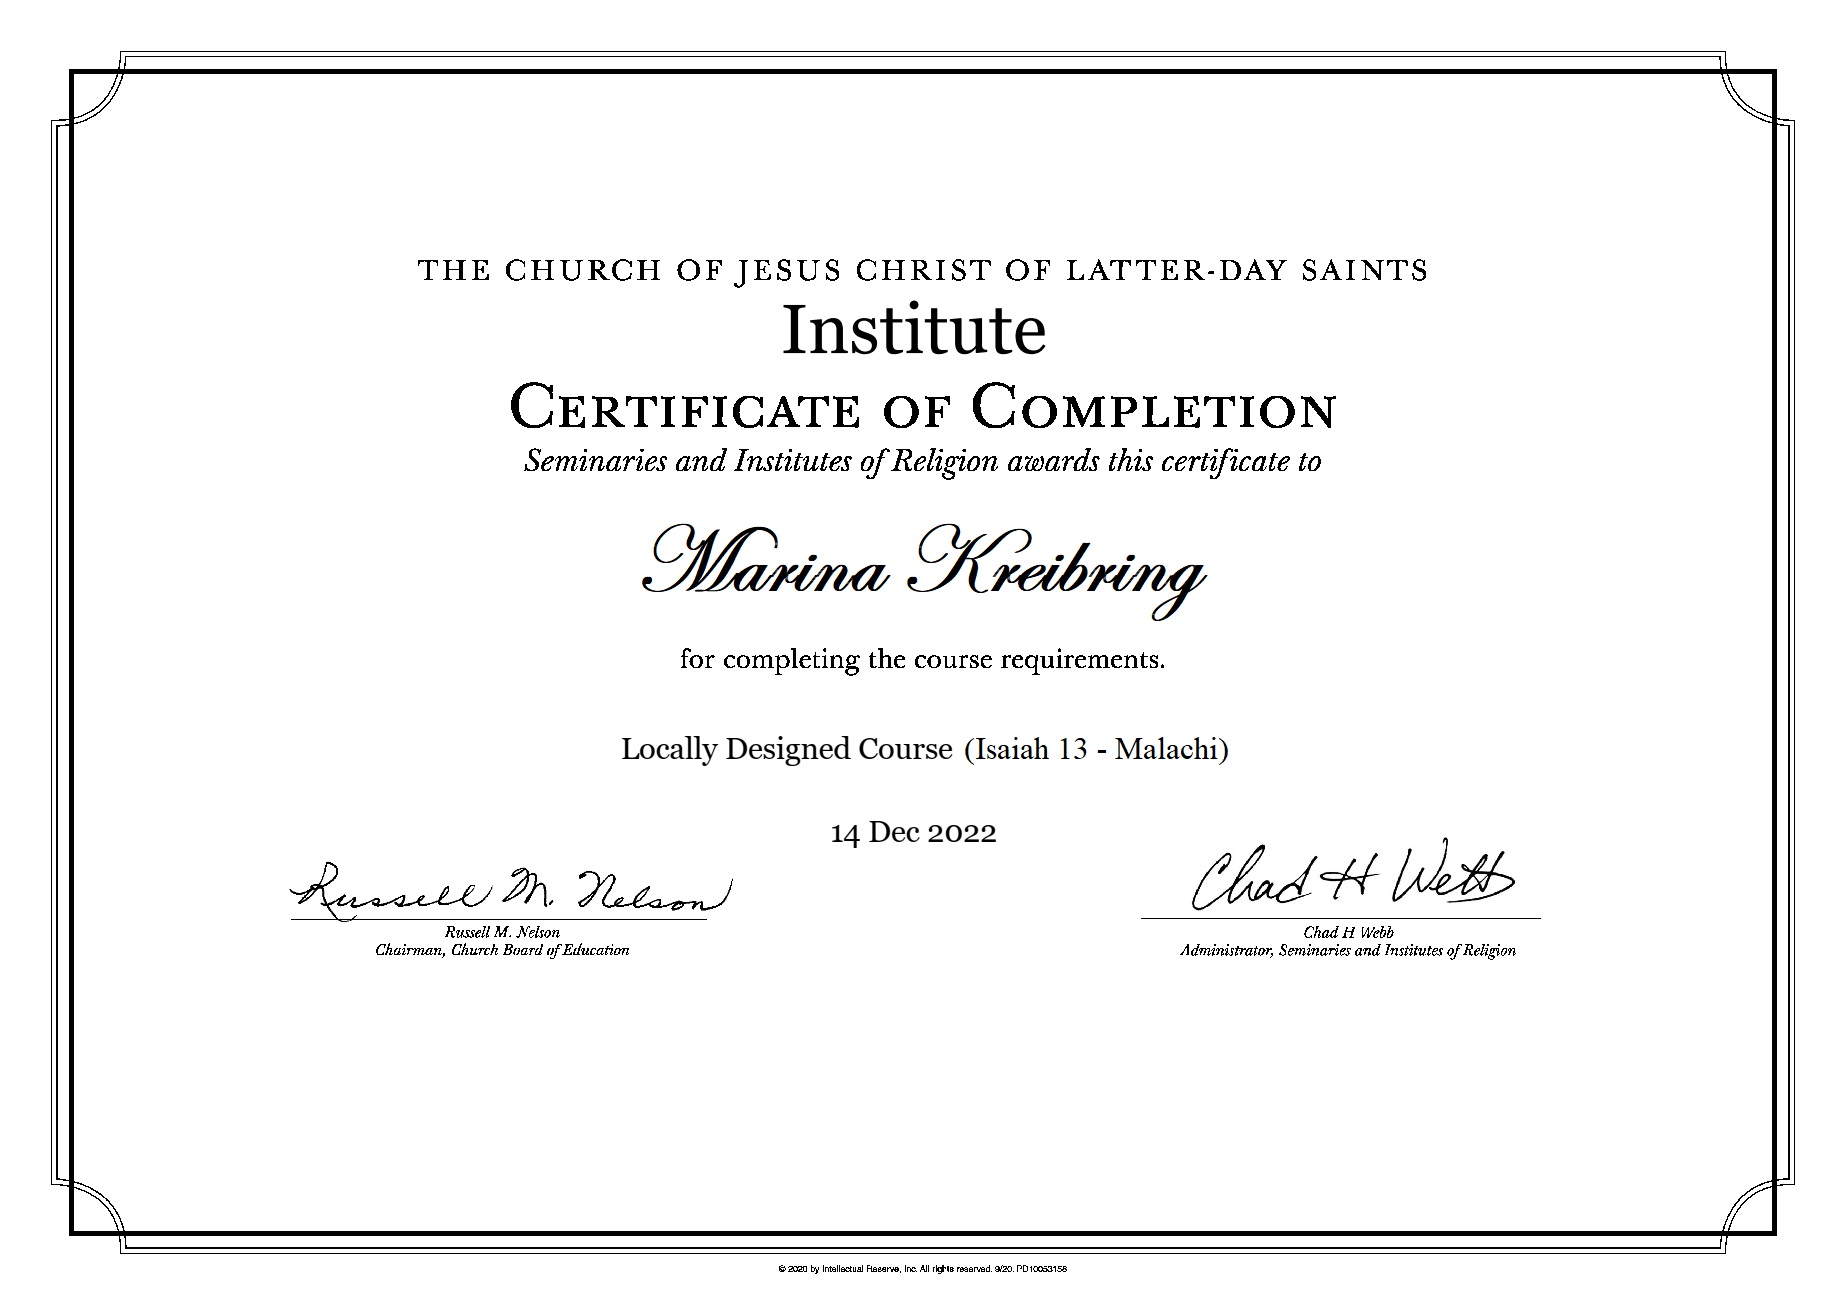 THE CHURCH OF JESUS CHRIST OF LATTER-DAY SAINTS
Institute
CERTIFICATE OF COMPLETION
Seminaries and Institutes of Religion awards this certificate to
Marina Kreibring
for completing the course requirements.
Locally Designed Course (Isaiah 13 - Malachi)
14 Dec 2022
Russell M. Nelson
Chad H Webb
Russell M. Nelson
Chad H Webb
Chairman, Church Board of Education
Administrator, Seminaries and Institutes of Religion
© 2020 by Intellectual Reserve, Inc. All rights reserved. 9/20. PD10053158